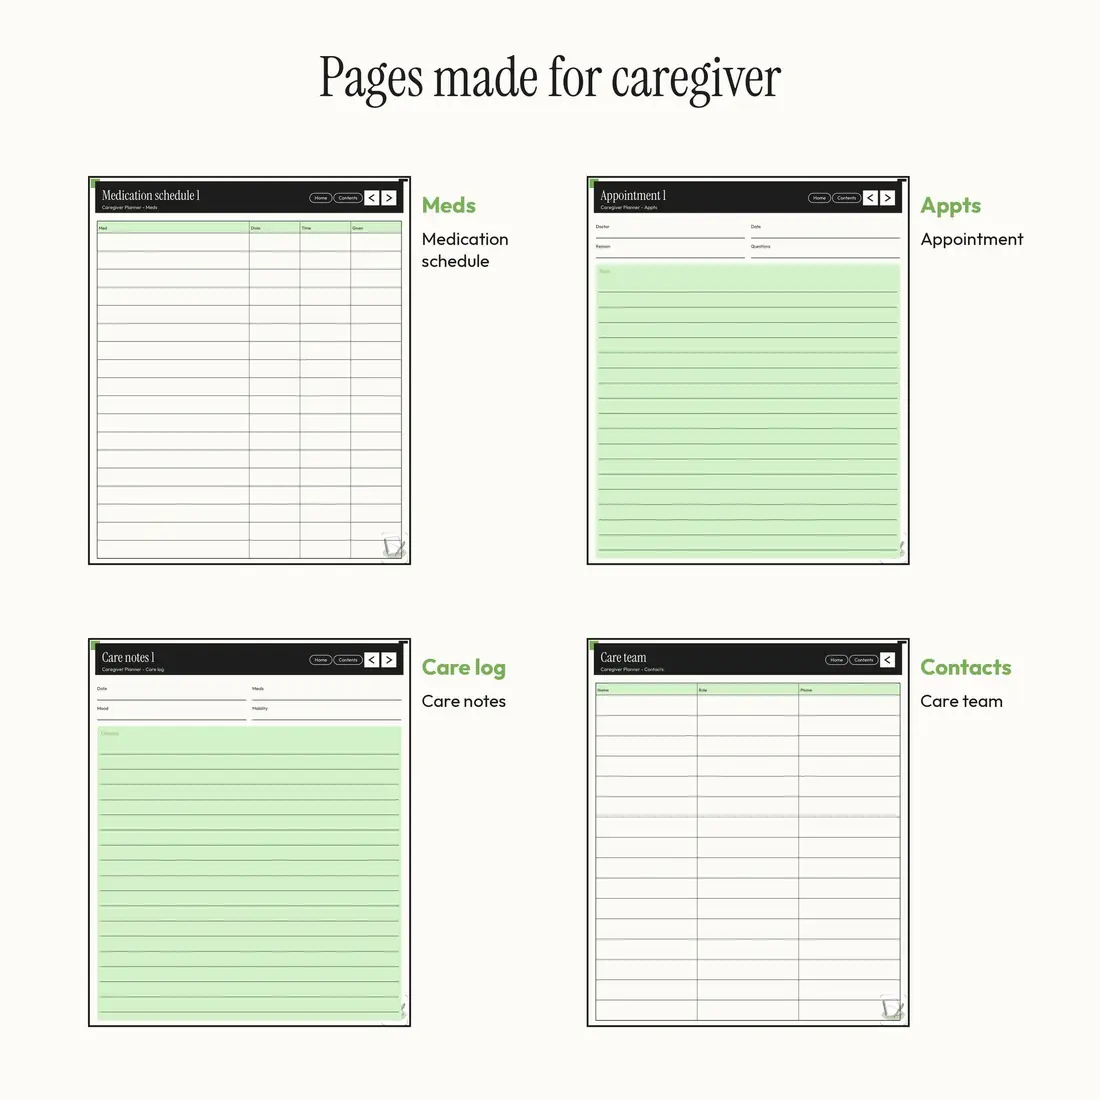 Pages made for caregiver
Medication schedule 1
Caregiver Planner - Meds
Home
Contents
Med
Dose
Time
Given
Meds
Medication
schedule
Appointment 1
Caregiver Planner - Appts
Home
Contents
Doctor
Date
Reason
Questions
Appts
Appointment
Care notes 1
Caregiver Planner - Care log
Home
Contents
Date
Meals
Mood
Mobility
Care log
Care notes
Care team
Caregiver Planner - Contacts
Home
Contents
Name
Role
Phone
Contacts
Care team